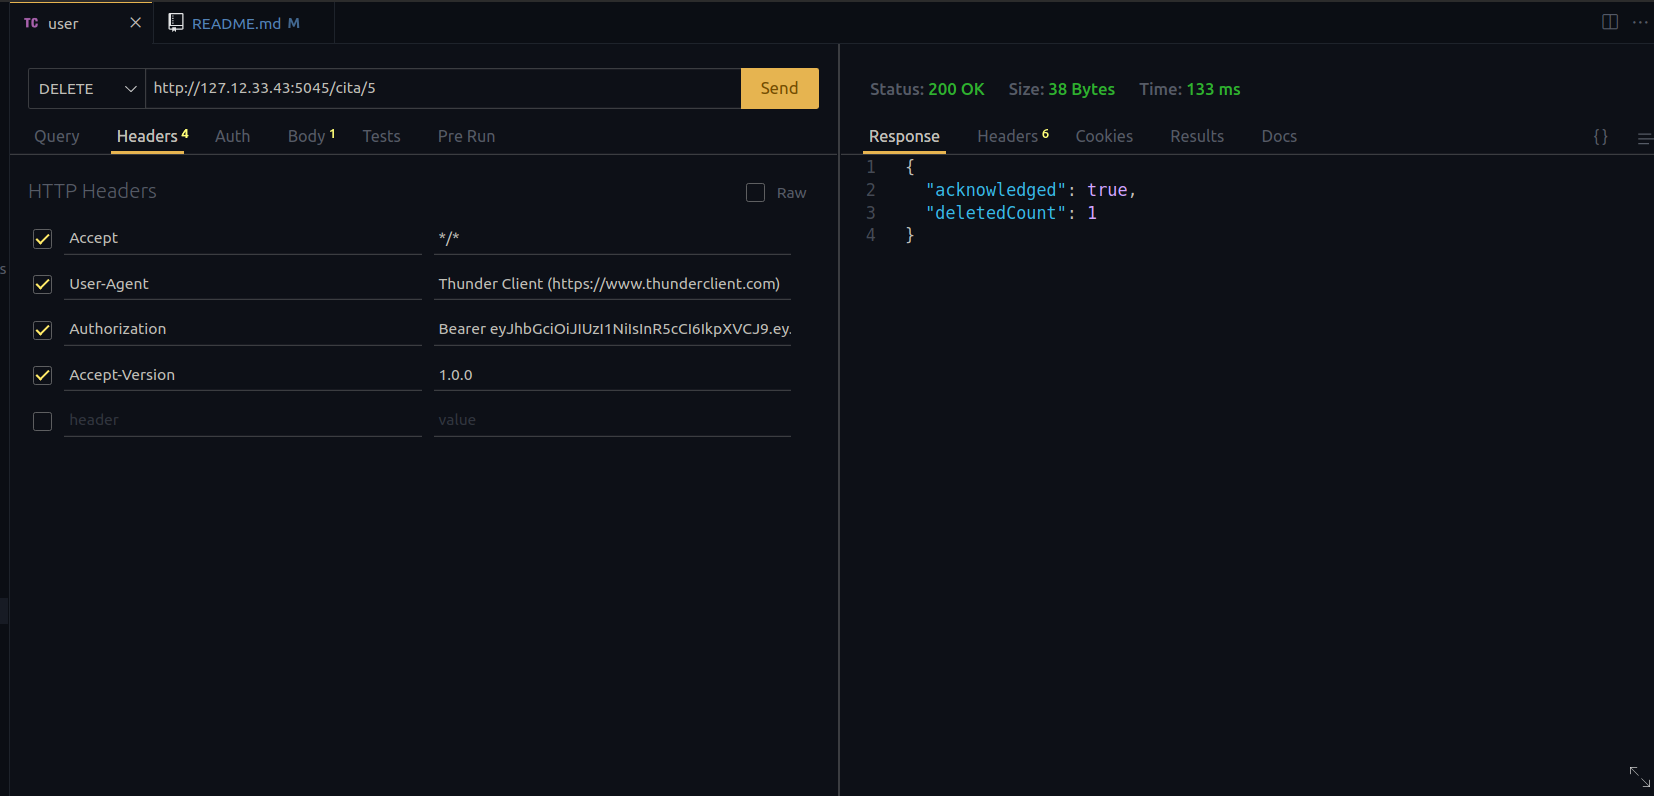 TC user
README.md M
DELETE http://127.12.33.43:5045/cita/5 Send
Query Headers 4 Auth Body 1 Tests Pre Run
HTTP Headers Raw
Accept */*
User-Agent Thunder Client (https://www.thunderclient.com)
Authorization Bearer eyJhbGciOiJIUzI1NiIsInR5cCI6IkpXVCJ9.ey.
Accept-Version 1.0.0
header value
s
Status: 200 OK Size: 38 Bytes Time: 133 ms
Response Headers 6 Cookies Results Docs {}
1 {
2 "acknowledged": true,
3 "deletedCount": 1
4 }